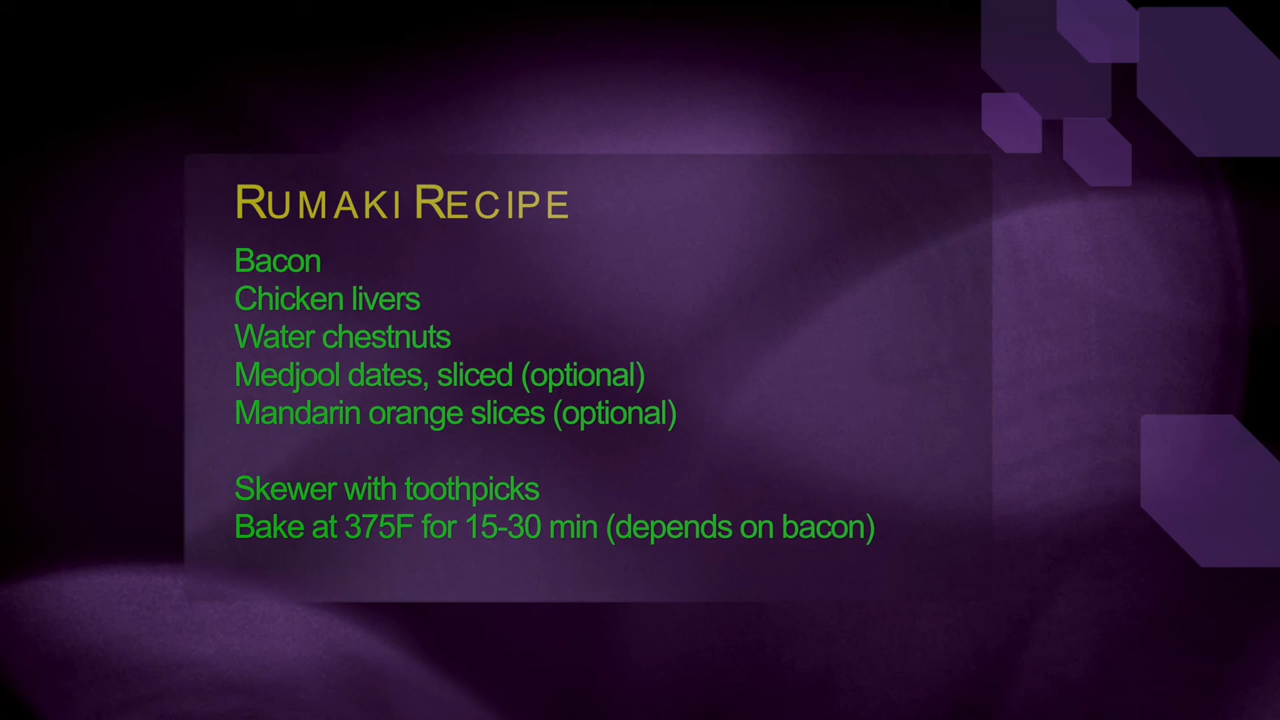 RUMAKI RECIPE
Bacon
Chicken livers
Water chestnuts
Medjool dates, sliced (optional)
Mandarin orange slices (optional)
Skewer with toothpicks
Bake at 375F for 15-30 min (depends on bacon)